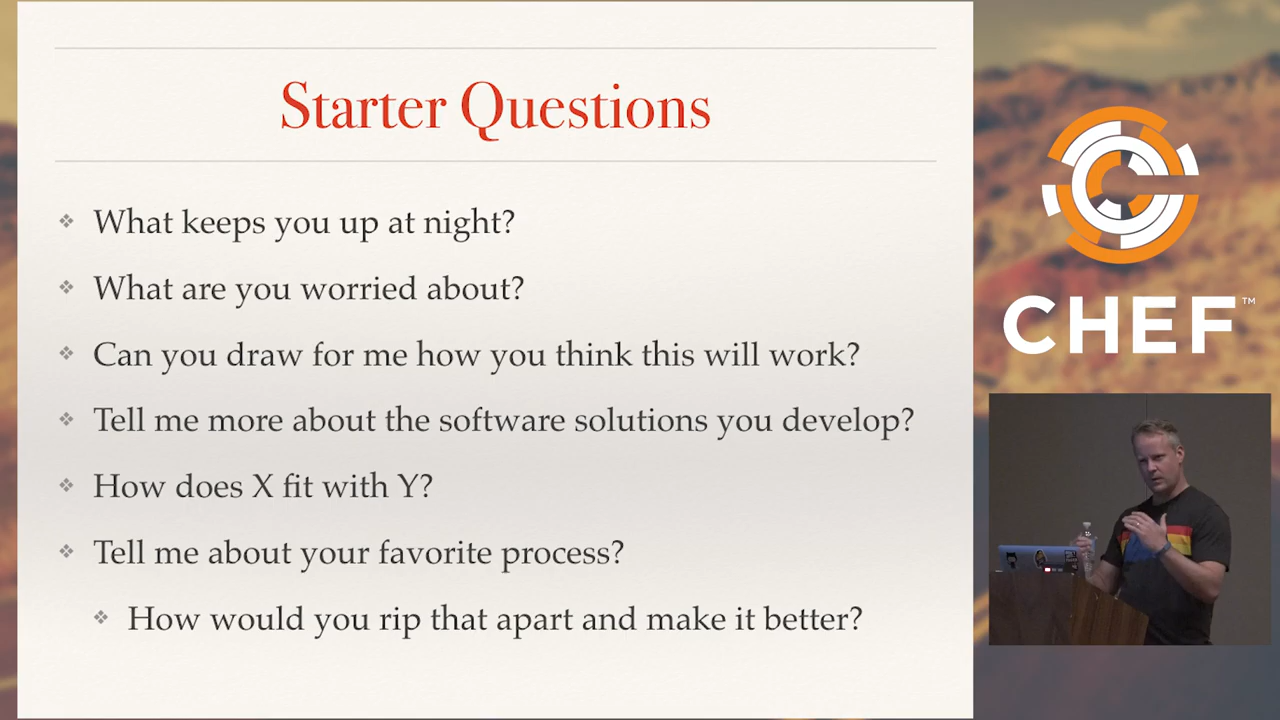 Starter Questions
What keeps you up at night?
What are you worried about?
Can you draw for me how you think this will work?
Tell me more about the software solutions you develop?
How does X fit with Y?
Tell me about your favorite process?
How would you rip that apart and make it better?
CHEF™